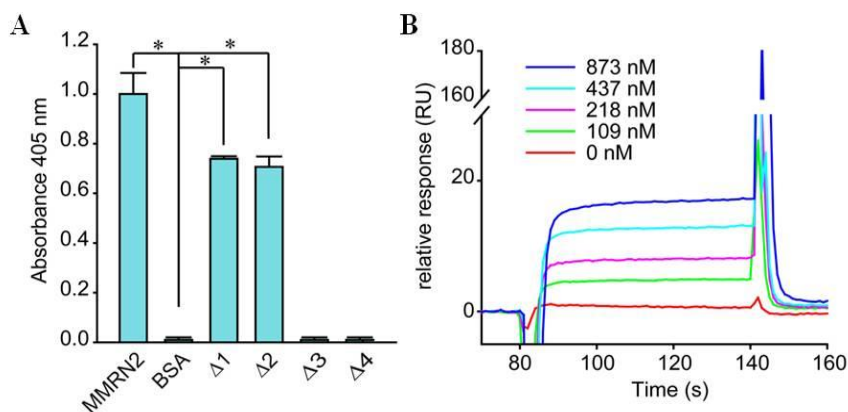 A
Absorbance 405 nm
1.2
1.0
0.8
0.6
0.4
0.2
0.0
* * *
MMRN2 BSA Δ1 Δ2 Δ3 Δ4
B
relative response (RU)
180
160
20
0
873 nM
437 nM
218 nM
109 nM
0 nM
80 100 120 140 160
Time (s)